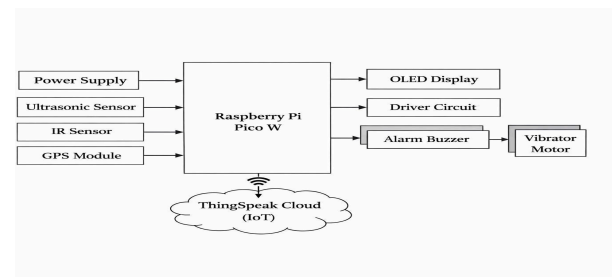 Power Supply
Ultrasonic Sensor
IR Sensor
GPS Module
Raspberry Pi
Pico W
OLED Display
Driver Circuit
Alarm Buzzer
Vibrator
Motor
ThingSpeak Cloud
(IoT)